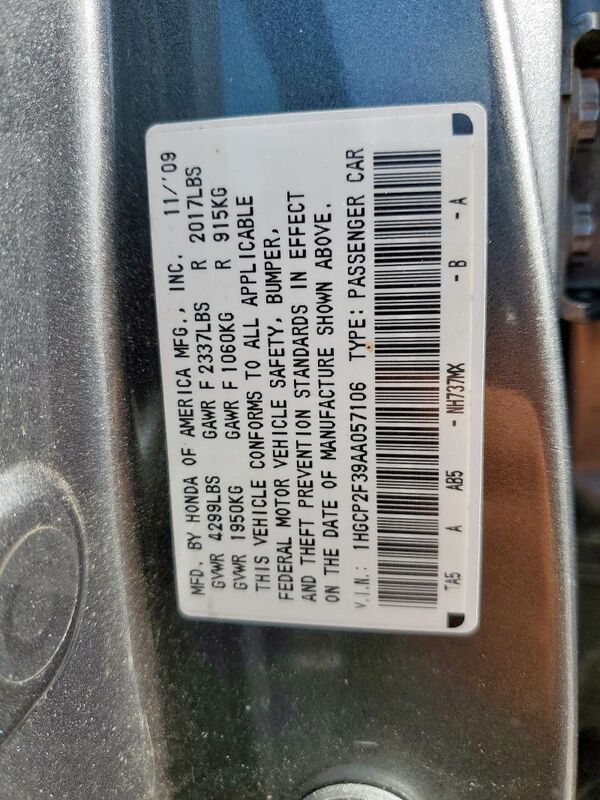 MFD. BY HONDA OF AMERICA MFG., INC. 11/'09
GVWR 4299LBS GAWR F 2337LBS R 2017LBS
GVWR 1950KG GAWR F 1060KG R 915KG
THIS VEHICLE CONFORMS TO ALL APPLICABLE
FEDERAL MOTOR VEHICLE SAFETY, BUMPER,
AND THEFT PREVENTION STANDARDS IN EFFECT
ON THE DATE OF MANUFACTURE SHOWN ABOVE.
V.I.N.: 1HGCP2F39AA057106 TYPE: PASSENGER CAR
TA5 A AB5 -NH737MX -B -A